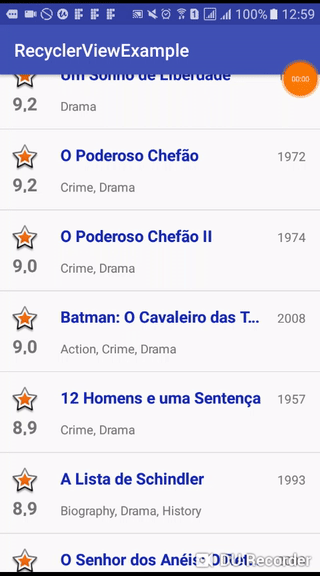 100% 12:59
RecyclerViewExample
00:00
Um Sonho de Liberdade
9,2
Drama
O Poderoso Chefão
1972
9,2
Crime, Drama
O Poderoso Chefão II
1974
9,0
Crime, Drama
Batman: O Cavaleiro das T...
2008
9,0
Action, Crime, Drama
12 Homens e uma Sentença
1957
8,9
Crime, Drama
A Lista de Schindler
1993
8,9
Biography, Drama, History
O Senhor dos Anéis:
DU Recorder